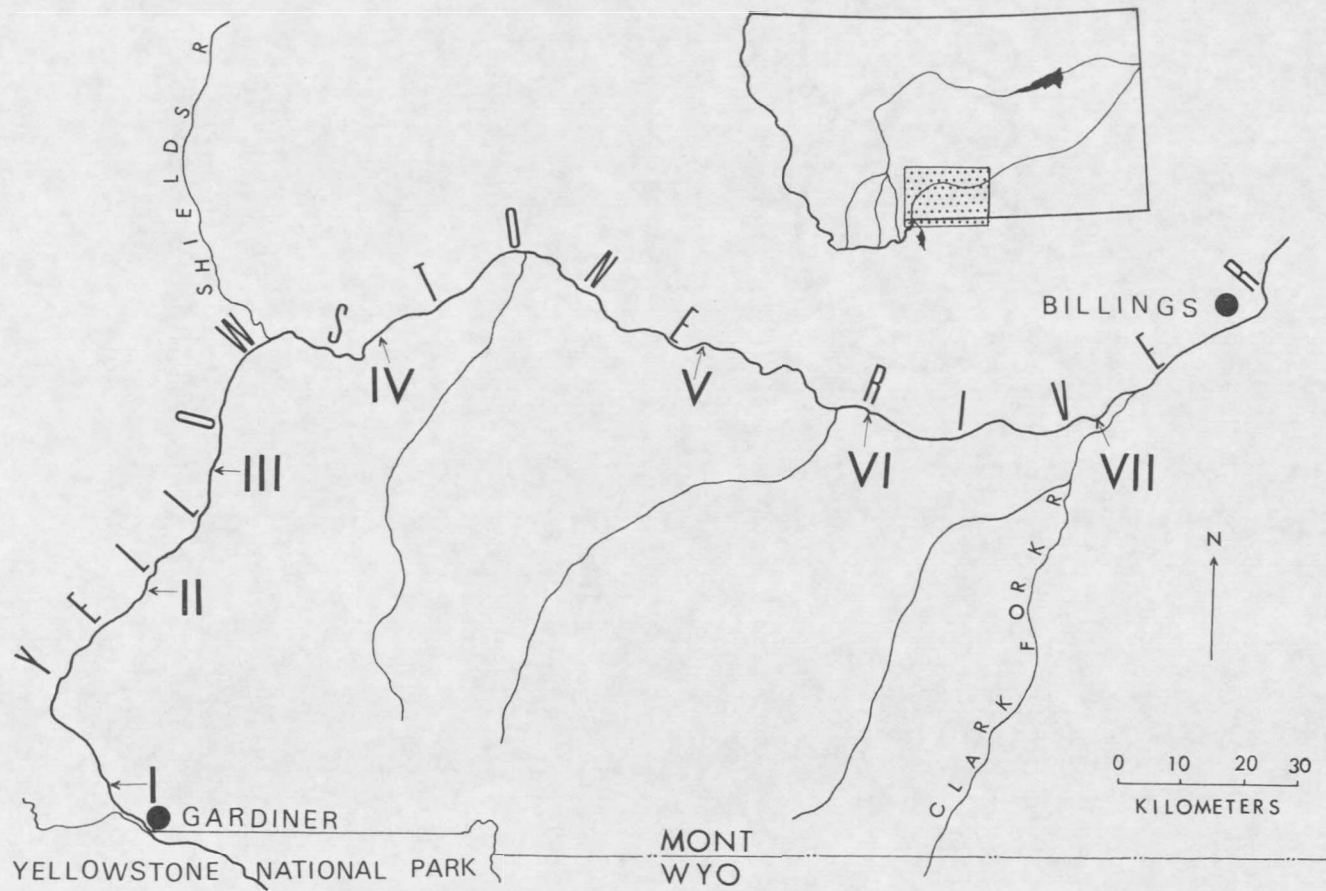 SHIELDS R
YELLOWSTONE RIVER
BILLINGS
I
II
III
IV
V
VI
VII
CLARK FORK R
N
0 10 20 30
KILOMETERS
GARDINER
MONT
WYO
YELLOWSTONE NATIONAL PARK